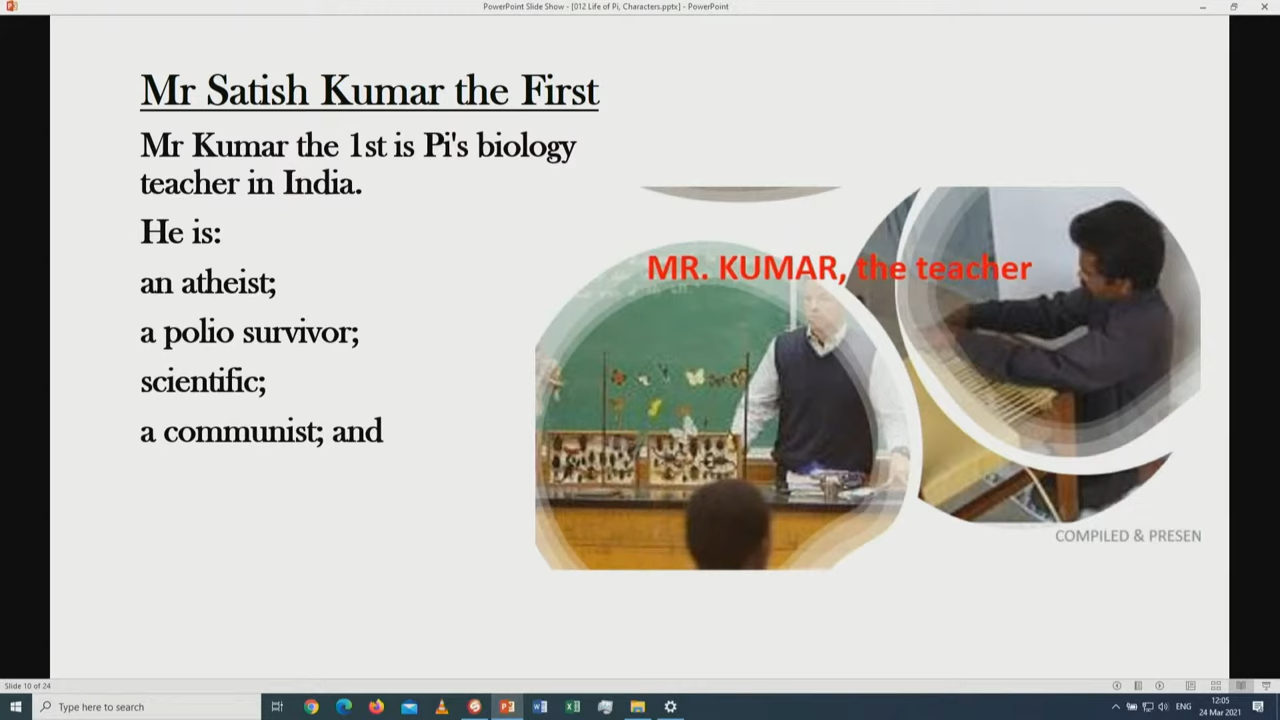 PowerPoint Slide Show - [012 Life of Pi, Characters.pptx] - PowerPoint
Mr Satish Kumar the First
Mr Kumar the 1st is Pi's biology
teacher in India.
He is:
an atheist;
a polio survivor;
scientific;
a communist; and
MR. KUMAR, the teacher
COMPILED & PRESEN
Slide 10 of 24
Type here to search
ENG
12:05
24 Mar 2021